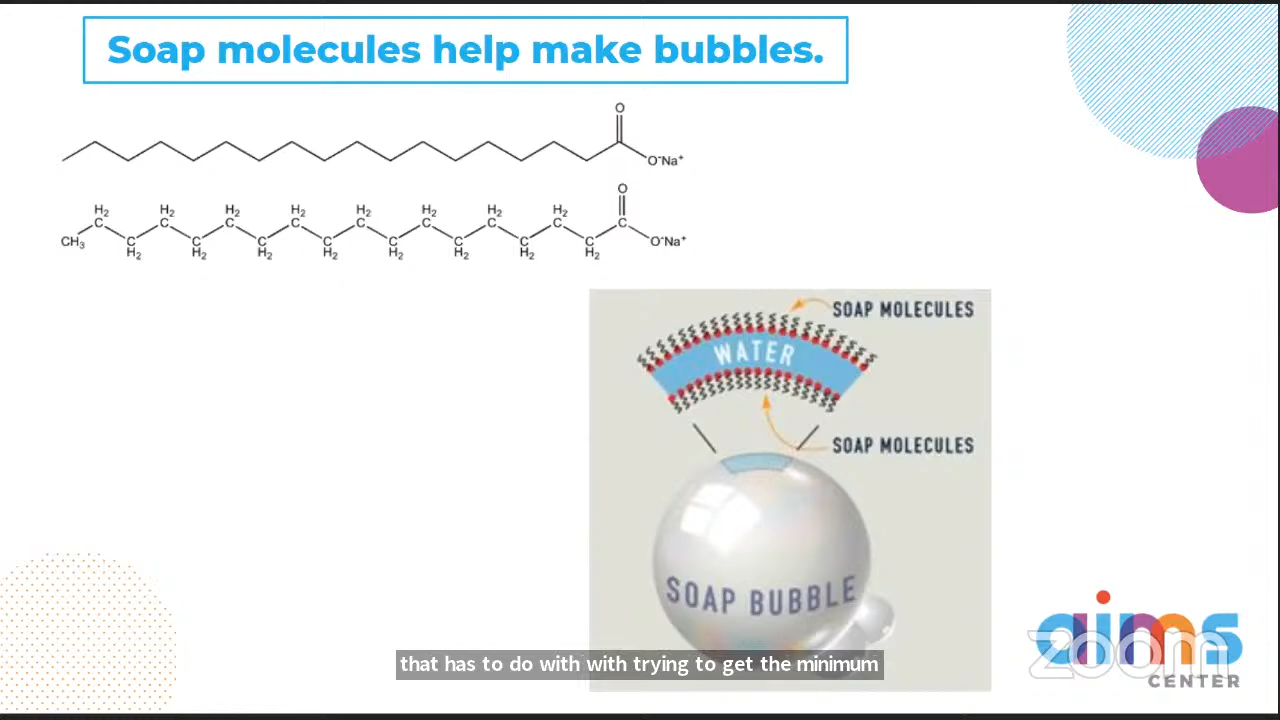 Soap molecules help make bubbles.
O
O⁻Na⁺
H₂ H₂ H₂ H₂ H₂ H₂ H₂ H₂ O
C C C C C C C C C
CH₃ C C C C C C C C O⁻Na⁺
H₂ H₂ H₂ H₂ H₂ H₂ H₂ H₂
SOAP MOLECULES
WATER
SOAP MOLECULES
SOAP BUBBLE
that has to do with with trying to get the minimum
aims
zoom
CENTER